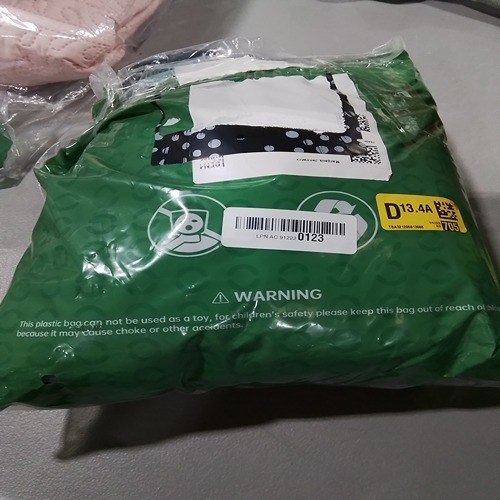 D13.4A
705
LPN AC 91222 0123
WARNING
This plastic bag can not be used as a toy, for children's safety please keep this bag out of reach of
because it may cause choke or other accidents.